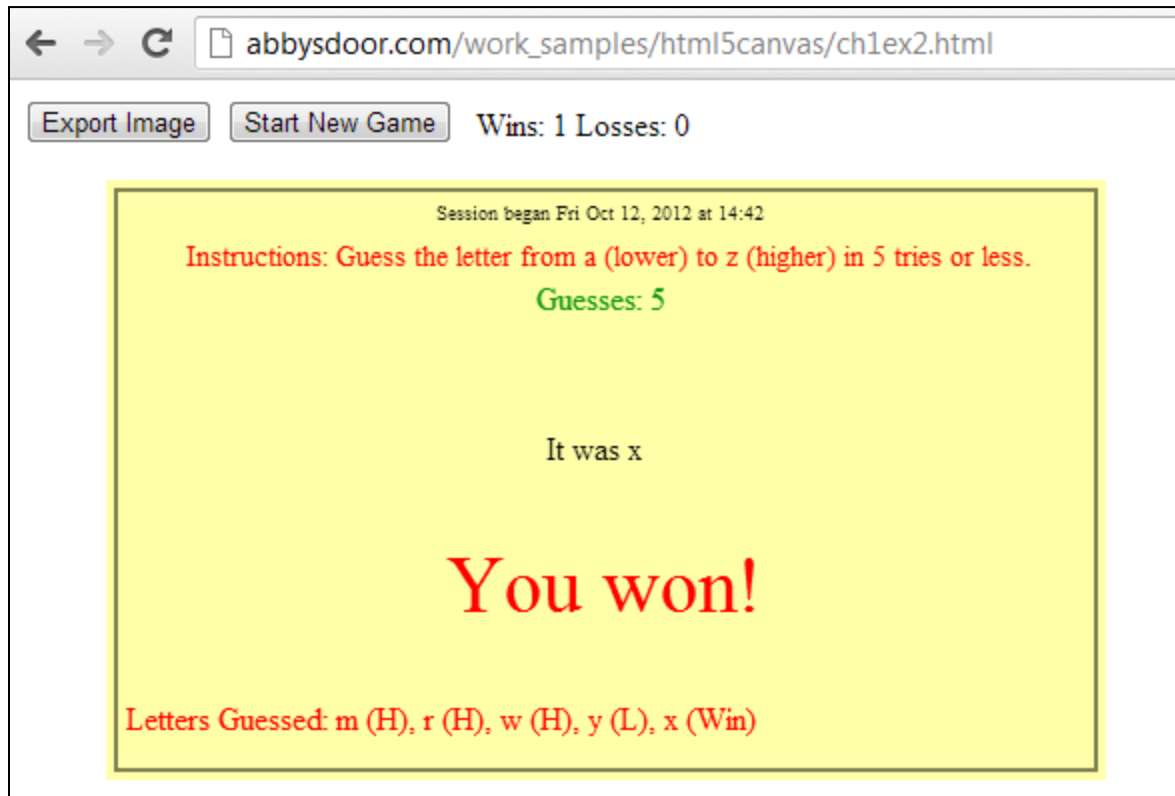 abbysdoor.com/work_samples/html5canvas/ch1ex2.html
Export Image Start New Game Wins: 1 Losses: 0
Session began Fri Oct 12, 2012 at 14:42
Instructions: Guess the letter from a (lower) to z (higher) in 5 tries or less.
Guesses: 5
It was x
You won!
Letters Guessed: m (H), r (H), w (H), y (L), x (Win)